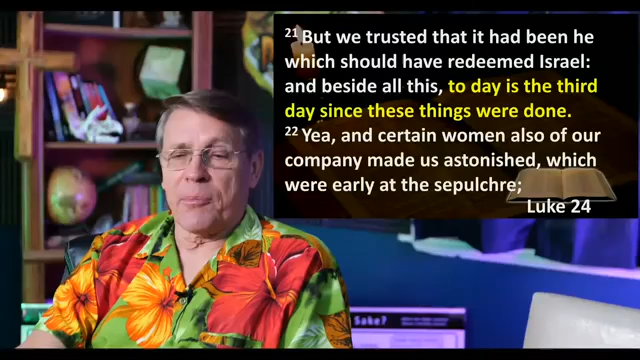 21 But we trusted that it had been he
which should have redeemed Israel:
and beside all this, to day is the third
day since these things were done.
22 Yea, and certain women also of our
company made us astonished, which
were early at the sepulchre;
Luke 24
Sake?